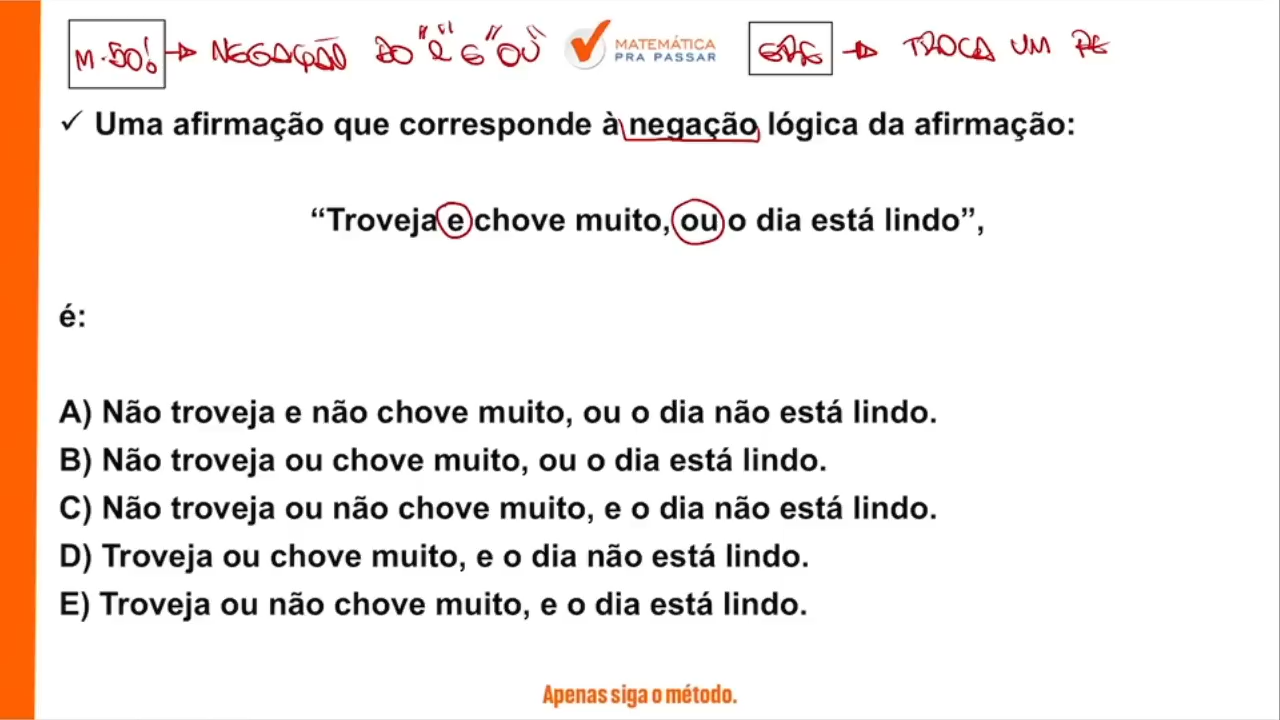 NEGAÇÃO DO "E" E "OU"
MATEMÁTICA
PRA PASSAR
TROCA UM PE
✓ Uma afirmação que corresponde à negação lógica da afirmação:
“Troveja e chove muito, ou o dia está lindo”,
é:
A) Não troveja e não chove muito, ou o dia não está lindo.
B) Não troveja ou chove muito, ou o dia está lindo.
C) Não troveja ou não chove muito, e o dia não está lindo.
D) Troveja ou chove muito, e o dia não está lindo.
E) Troveja ou não chove muito, e o dia está lindo.
Apenas siga o método.